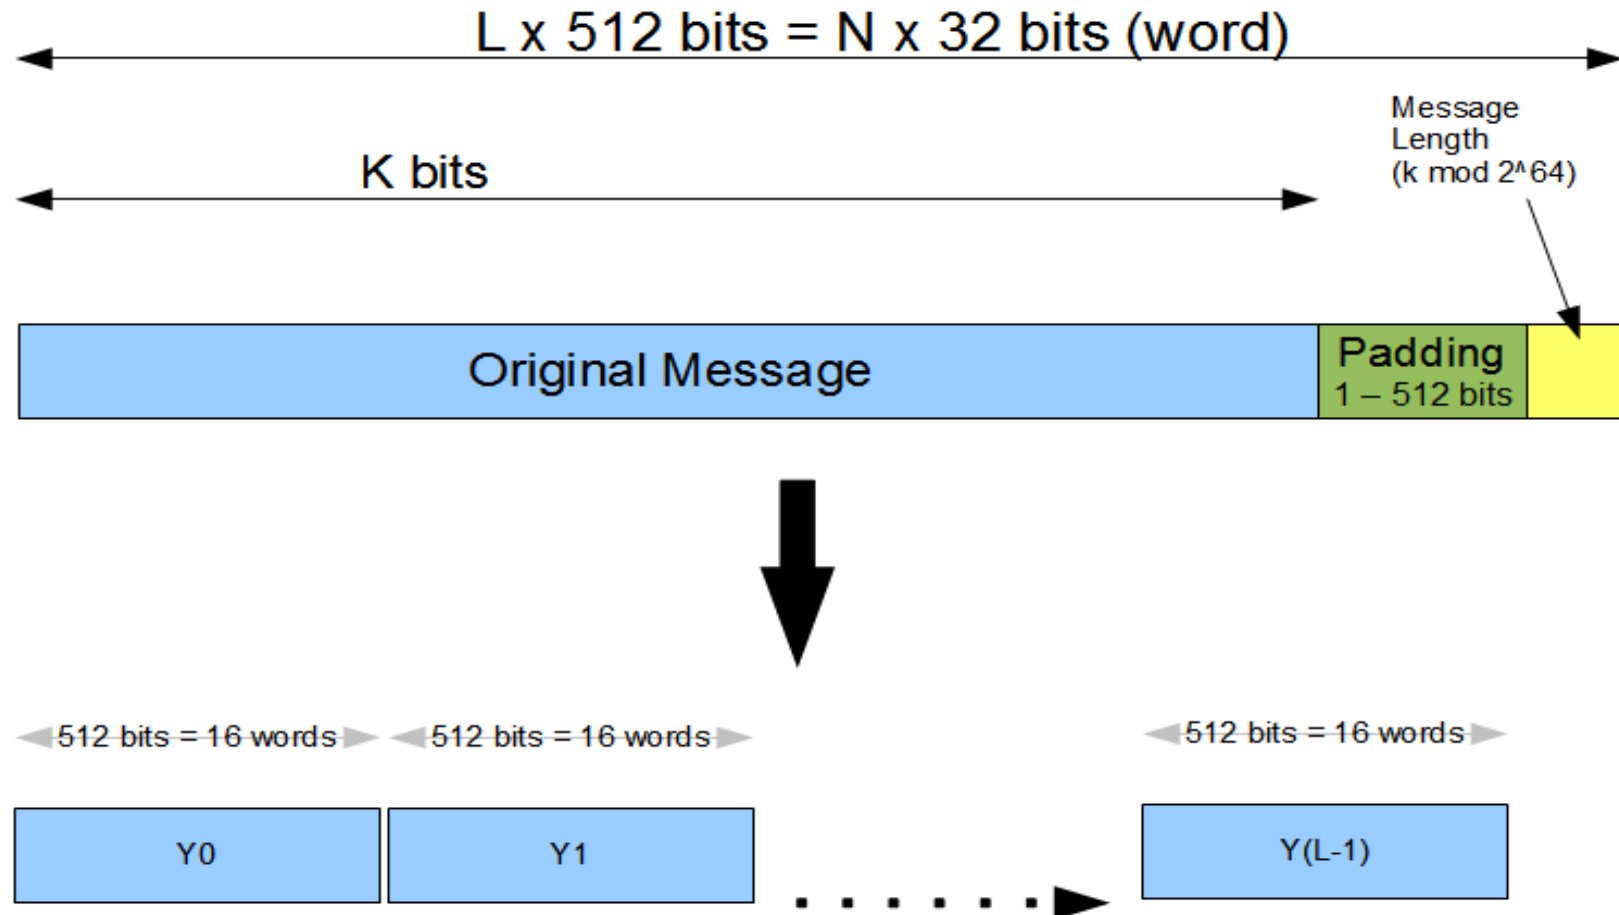 L x 512 bits = N x 32 bits (word)
Message
Length
(k mod 2^64)
K bits
Original Message
Padding
1 – 512 bits
512 bits = 16 words
512 bits = 16 words
512 bits = 16 words
Y0
Y1
Y(L-1)